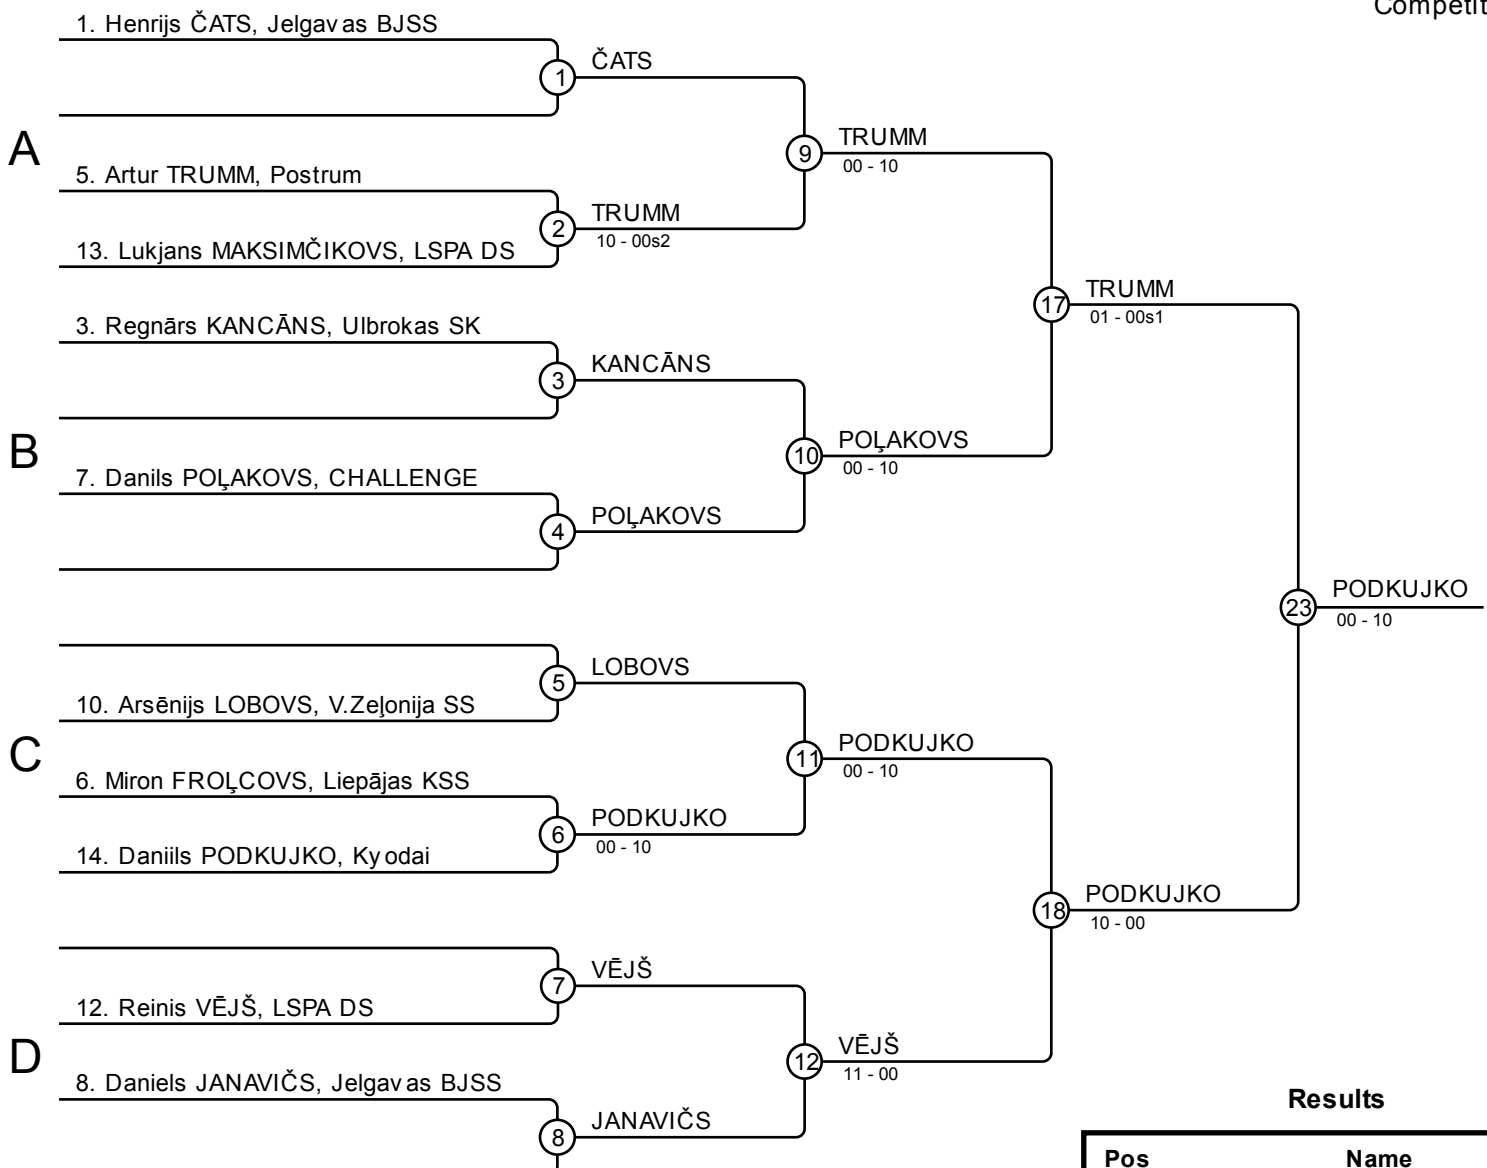 Competit
1. Henrijs ČATS, Jelgavas BJSS
1
ČATS
A
9
TRUMM
00 - 10
5. Artur TRUMM, Postrum
2
TRUMM
10 - 00s2
13. Lukjans MAKSIMČIKOVS, LSPA DS
17
TRUMM
01 - 00s1
3. Regnārs KANCĀNS, Ulbrokas SK
3
KANCĀNS
B
10
POĻAKOVS
00 - 10
7. Danils POĻAKOVS, CHALLENGE
4
POĻAKOVS
23
PODKUJKO
00 - 10
5
LOBOVS
10. Arsēnijs LOBOVS, V.Zeļonija SS
C
11
PODKUJKO
00 - 10
6. Miron FROĻCOVS, Liepājas KSS
6
PODKUJKO
00 - 10
14. Daniils PODKUJKO, Kyodai
18
PODKUJKO
10 - 00
7
VĒJŠ
12. Reinis VĒJŠ, LSPA DS
D
12
VĒJŠ
11 - 00
8. Daniels JANAVIČS, Jelgavas BJSS
8
JANAVIČS
Results
Pos Name